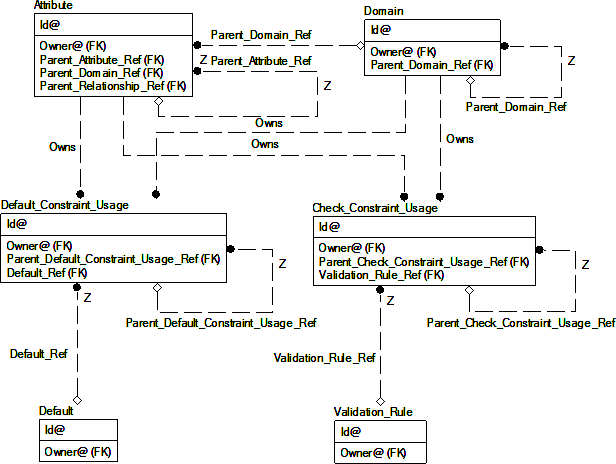 Attribute
Id@
Owner@ (FK)
Parent_Attribute_Ref (FK)
Parent_Domain_Ref (FK)
Parent_Relationship_Ref (FK)
Parent_Domain_Ref
Z
Parent_Attribute_Ref
Z
Domain
Id@
Owner@ (FK)
Parent_Domain_Ref (FK)
Z
Parent_Domain_Ref
Owns
Owns
Owns
Owns
Default_Constraint_Usage
Id@
Owner@ (FK)
Parent_Default_Constraint_Usage_Ref (FK)
Default_Ref (FK)
Z
Z
Parent_Default_Constraint_Usage_Ref
Check_Constraint_Usage
Id@
Owner@ (FK)
Parent_Check_Constraint_Usage_Ref (FK)
Validation_Rule_Ref (FK)
Z
Z
Parent_Check_Constraint_Usage_Ref
Default_Ref
Validation_Rule_Ref
Default
Id@
Owner@ (FK)
Validation_Rule
Id@
Owner@ (FK)